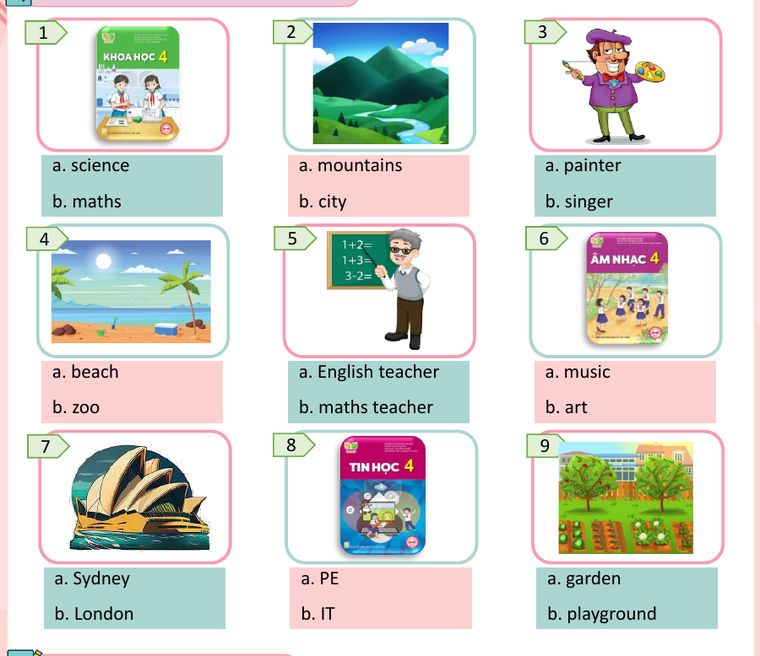 1
KHOA HỌC 4
a. science
b. maths
2
a. mountains
b. city
3
a. painter
b. singer
4
a. beach
b. zoo
5
1+2=
1+3=
3-2=
a. English teacher
b. maths teacher
6
ÂM NHẠC 4
a. music
b. art
7
a. Sydney
b. London
8
TIN HỌC 4
a. PE
b. IT
9
a. garden
b. playground